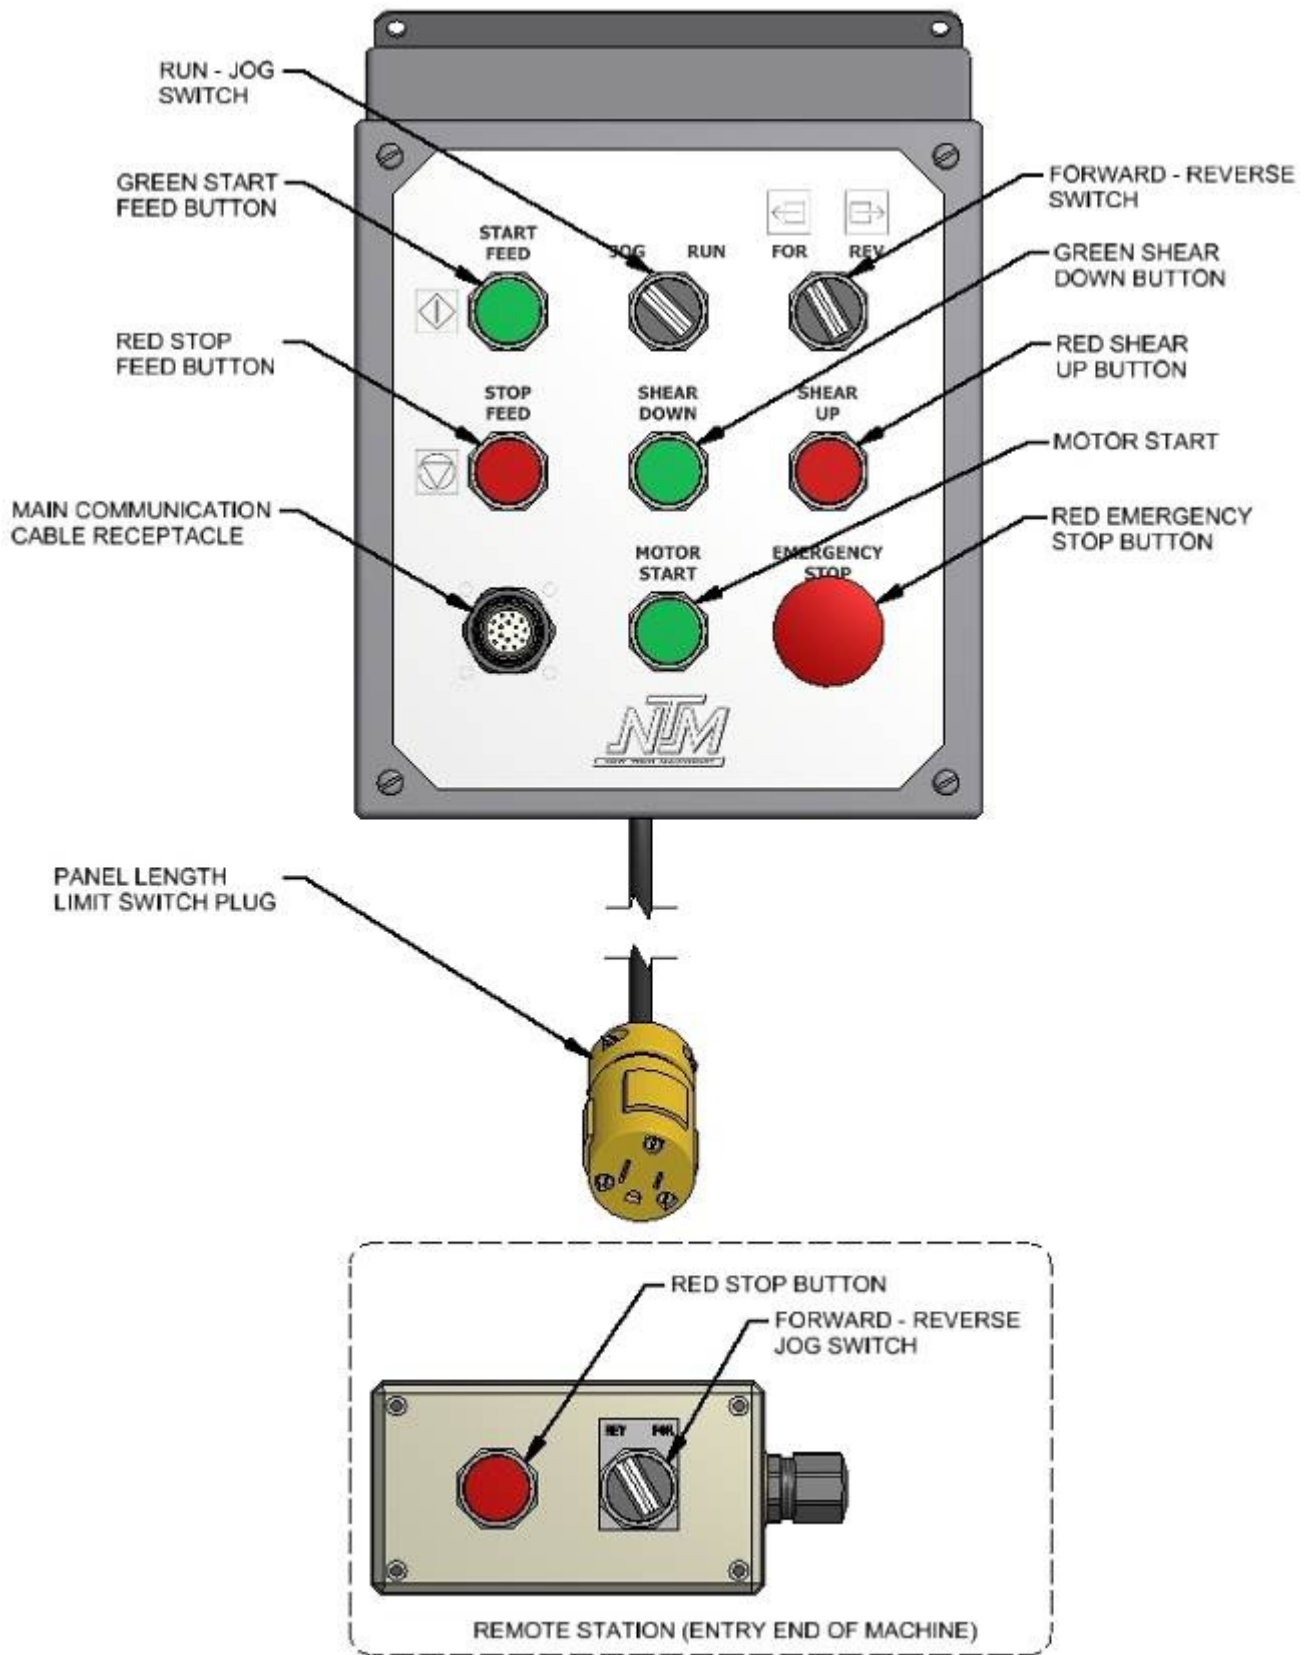 RUN - JOG
SWITCH
GREEN START
FEED BUTTON
RED STOP
FEED BUTTON
MAIN COMMUNICATION
CABLE RECEPTACLE
FORWARD - REVERSE
SWITCH
GREEN SHEAR
DOWN BUTTON
RED SHEAR
UP BUTTON
MOTOR START
RED EMERGENCY
STOP BUTTON
START
FEED
JOG RUN
FOR REV
STOP
FEED
SHEAR
DOWN
SHEAR
UP
MOTOR
START
EMERGENCY
STOP
NTM
NEW TECH MACHINERY
PANEL LENGTH
LIMIT SWITCH PLUG
RED STOP BUTTON
FORWARD - REVERSE
JOG SWITCH
REV FOR
REMOTE STATION (ENTRY END OF MACHINE)